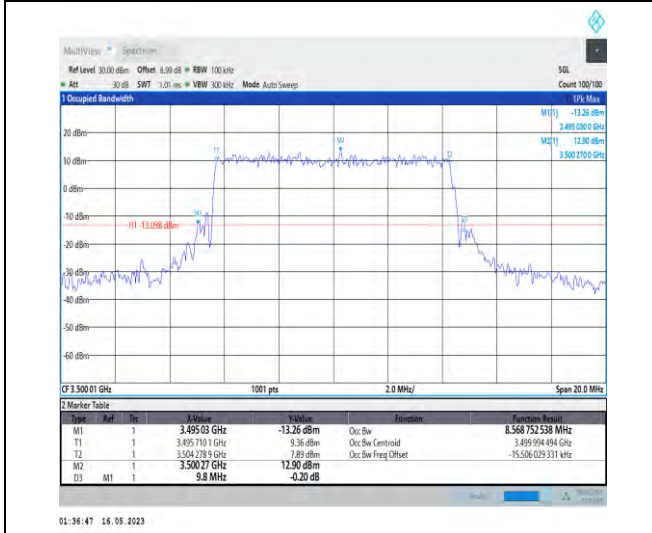 MultiView Spectrum
Ref Level 30.00 dBm Offset 8.99 dB RBW 100 kHz SGL
Att 30 dB SWT 1.01 ms VBW 300 kHz Mode Auto Sweep Count 100/100
1 Occupied Bandwidth 1Pk Max
M1[1] -13.26 dBm
3.495 030 0 GHz
M2[1] 12.90 dBm
3.500 270 0 GHz
20 dBm
M2
T1 T2
10 dBm
0 dBm
-10 dBm
M1
H1 -13.098 dBm
-30 dBm
-40 dBm
-50 dBm
-60 dBm
CF 3.500 01 GHz 1001 pts 2.0 MHz/ Span 20.0 MHz
2 Marker Table
Type Ref Trc X-Value Y-Value Function Function Result
M1 1 3.495 03 GHz -13.26 dBm Occ Bw 8.568 752 538 MHz
T1 1 3.495 710 1 GHz 9.36 dBm Occ Bw Centroid 3.499 994 494 GHz
T2 1 3.504 278 9 GHz 7.89 dBm Occ Bw Freq Offset -15.506 029 331 kHz
M2 1 3.500 27 GHz 12.90 dBm
D3 M1 1 9.8 MHz -0.20 dB
01:36:47 16.05.2023